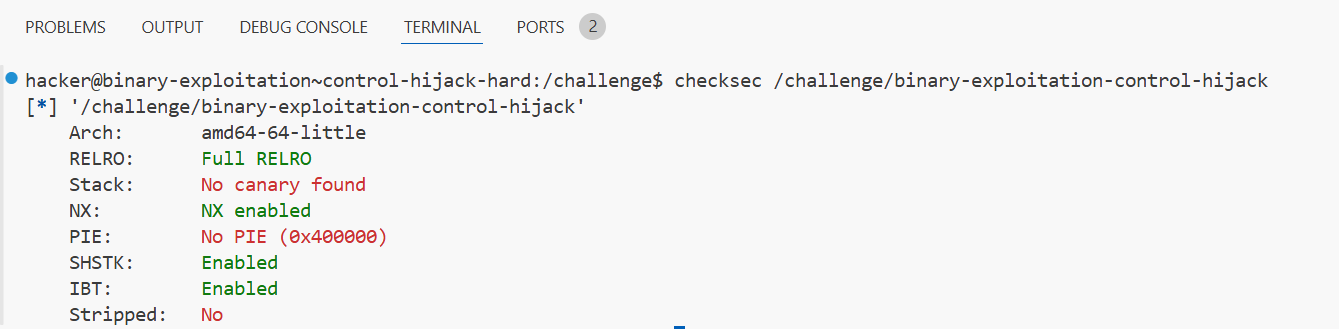 PROBLEMS OUTPUT DEBUG CONSOLE TERMINAL PORTS 2
hacker@binary-exploitation~control-hijack-hard:/challenge$ checksec /challenge/binary-exploitation-control-hijack
[*] '/challenge/binary-exploitation-control-hijack'
Arch: amd64-64-little
RELRO: Full RELRO
Stack: No canary found
NX: NX enabled
PIE: No PIE (0x400000)
SHSTK: Enabled
IBT: Enabled
Stripped: No